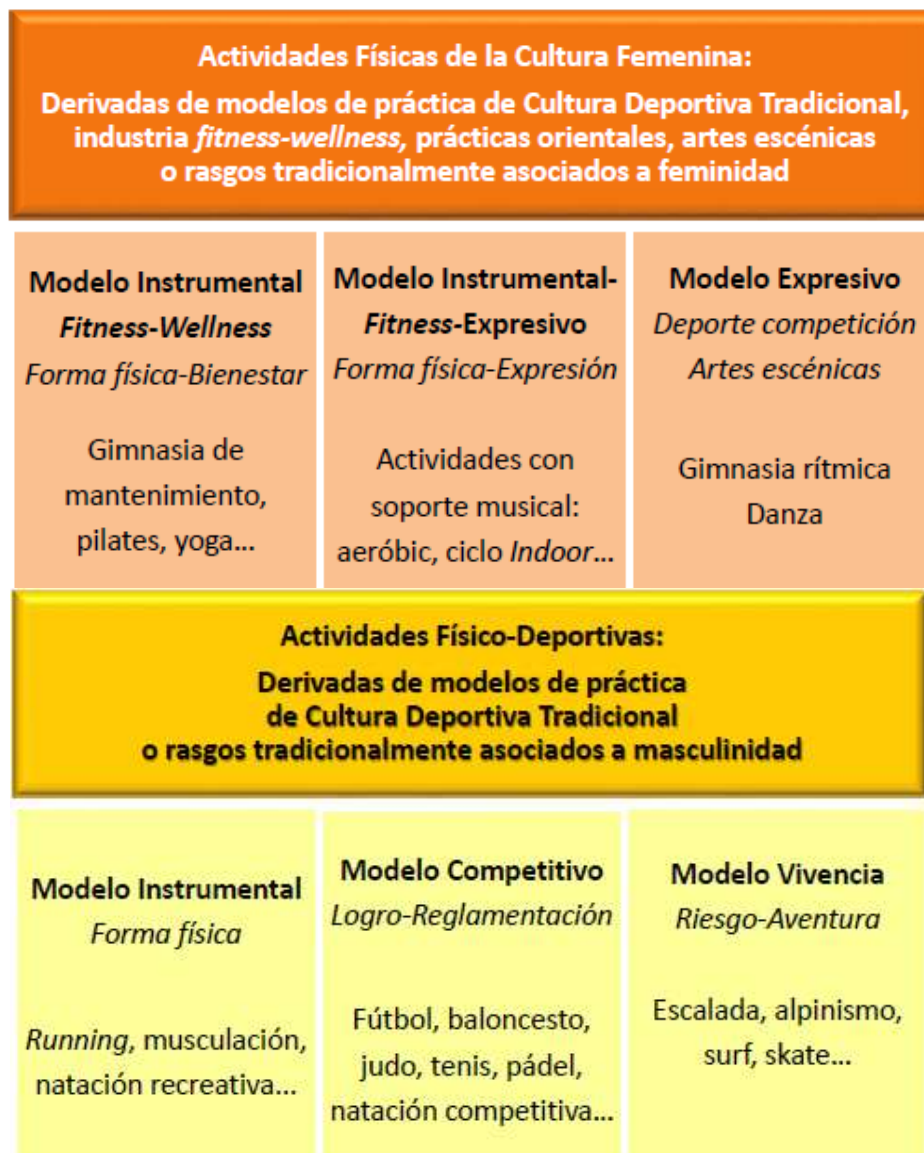 Actividades Físicas de la Cultura Femenina:
Derivadas de modelos de práctica de Cultura Deportiva Tradicional,
industria fitness-wellness, prácticas orientales, artes escénicas
o rasgos tradicionalmente asociados a feminidad
Modelo Instrumental
Fitness-Wellness
Forma física-Bienestar
Gimnasia de
mantenimiento,
pilates, yoga...
Modelo Instrumental-
Fitness-Expresivo
Forma física-Expresión
Actividades con
soporte musical:
aeróbic, ciclo Indoor...
Modelo Expresivo
Deporte competición
Artes escénicas
Gimnasia rítmica
Danza
Actividades Físico-Deportivas:
Derivadas de modelos de práctica
de Cultura Deportiva Tradicional
o rasgos tradicionalmente asociados a masculinidad
Modelo Instrumental
Forma física
Running, musculación,
natación recreativa...
Modelo Competitivo
Logro-Reglamentación
Fútbol, baloncesto,
judo, tenis, pádel,
natación competitiva...
Modelo Vivencia
Riesgo-Aventura
Escalada, alpinismo,
surf, skate...